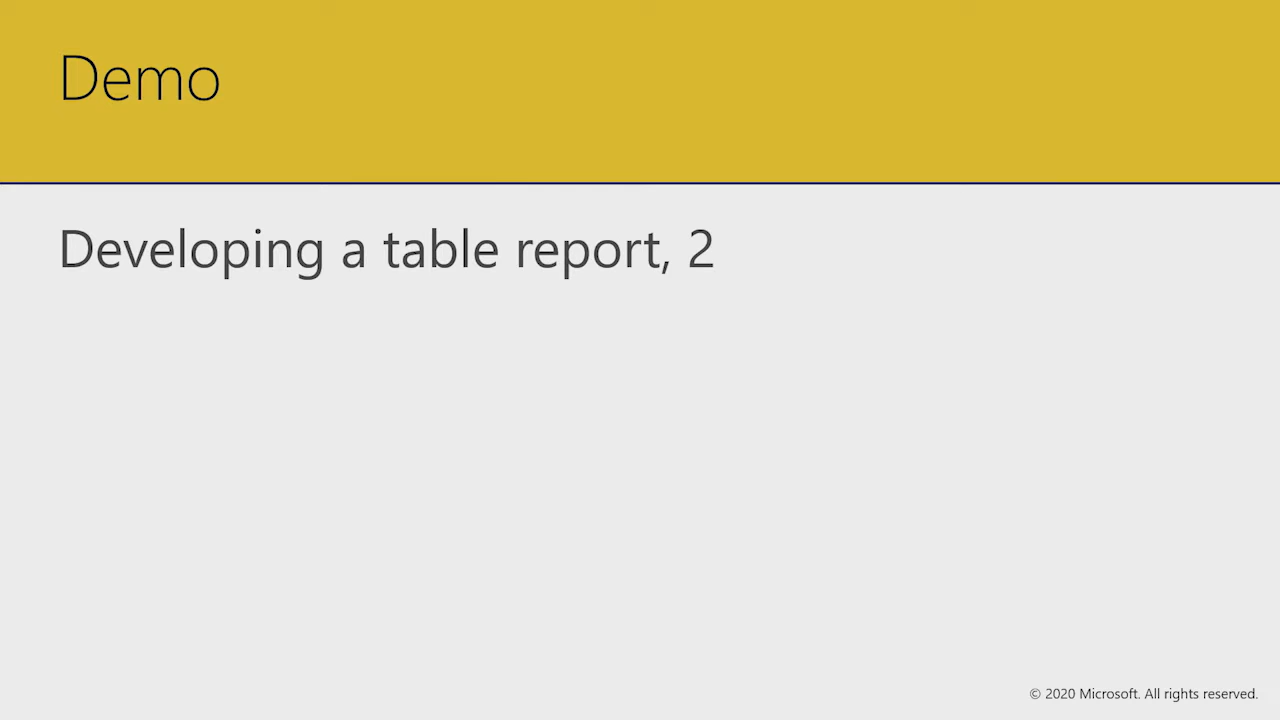 Demo
Developing a table report, 2
© 2020 Microsoft. All rights reserved.